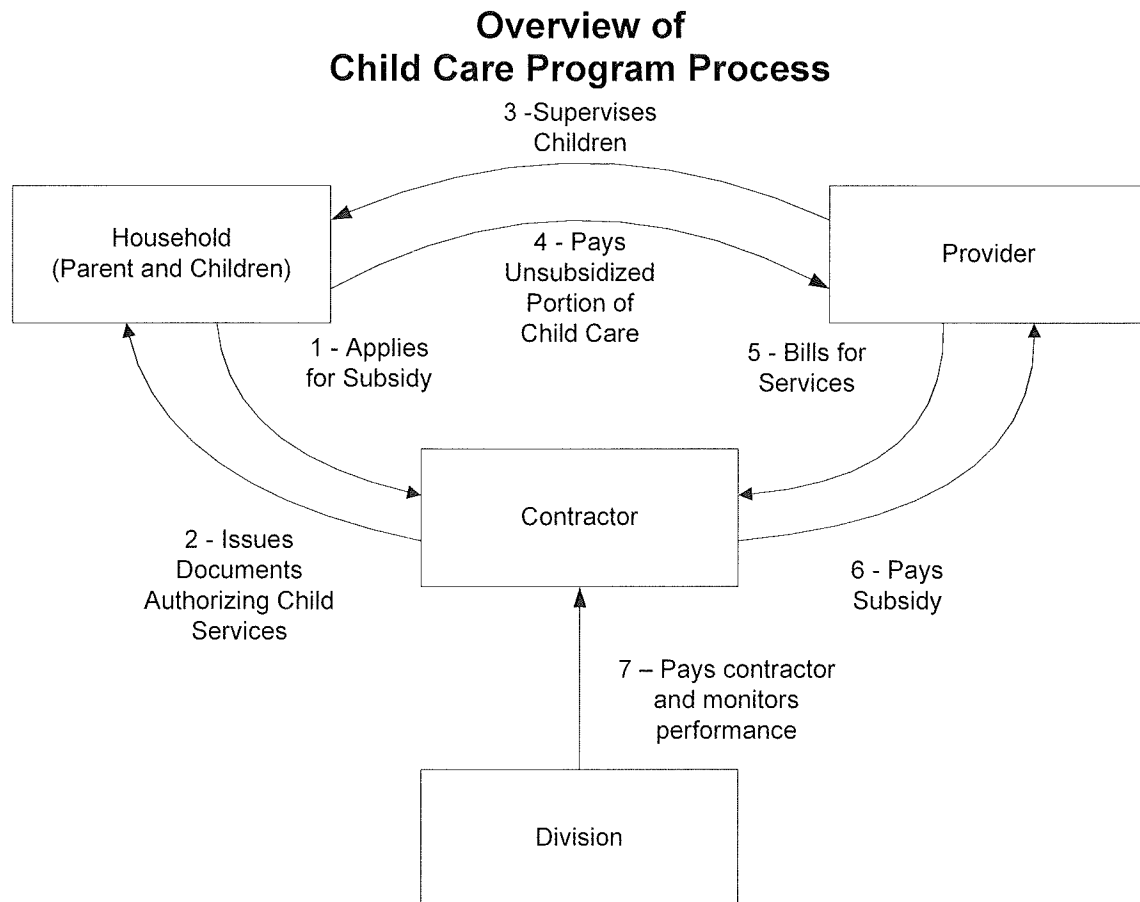 Overview of
Child Care Program Process
3 -Supervises
Children
Household
(Parent and Children)
4 - Pays
Unsubsidized
Portion of
Child Care
Provider
1 - Applies
for Subsidy
5 - Bills for
Services
Contractor
2 - Issues
Documents
Authorizing Child
Services
6 - Pays
Subsidy
7 – Pays contractor
and monitors
performance
Division